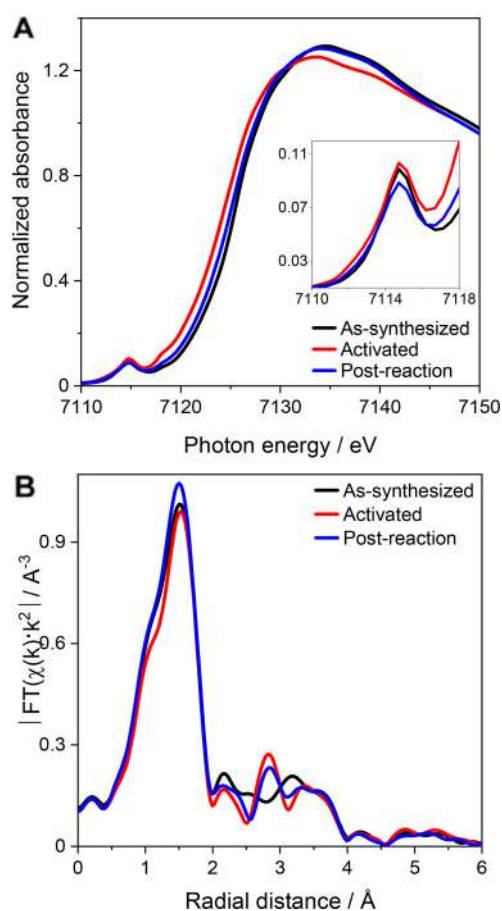 A
Normalized absorbance
1.2
0.8
0.4
0
0.11
0.07
0.03
7110 7114 7118
As-synthesized
Activated
Post-reaction
7110 7120 7130 7140 7150
Photon energy / eV
B
As-synthesized
Activated
Post-reaction
| FT(χ(k)·k²| / A⁻³
0.9
0.6
0.3
0
0 1 2 3 4 5 6
Radial distance / Å